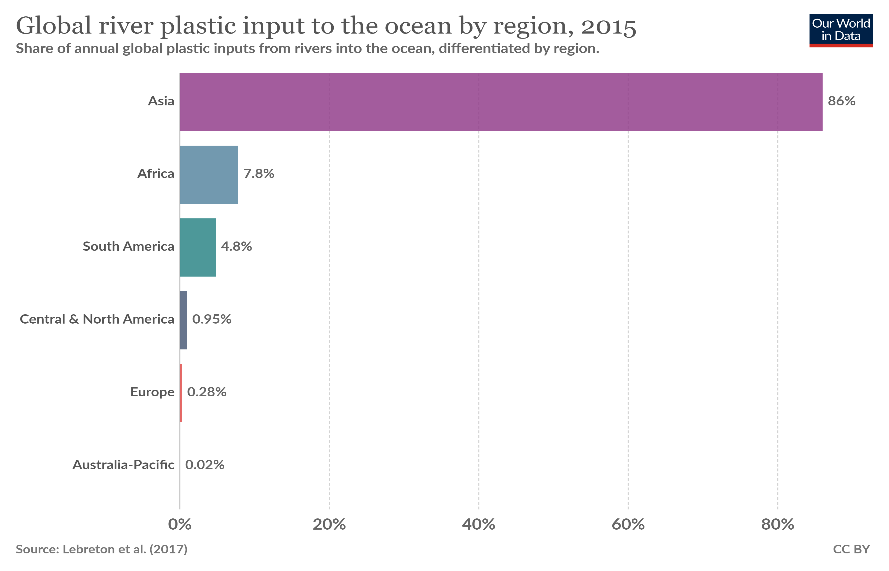 Global river plastic input to the ocean by region, 2015
Share of annual global plastic inputs from rivers into the ocean, differentiated by region.
Our World
in Data
Asia
86%
Africa
7.8%
South America
4.8%
Central & North America
0.95%
Europe
0.28%
Australia-Pacific
0.02%
0%
20%
40%
60%
80%
Source: Lebreton et al. (2017)
CC BY